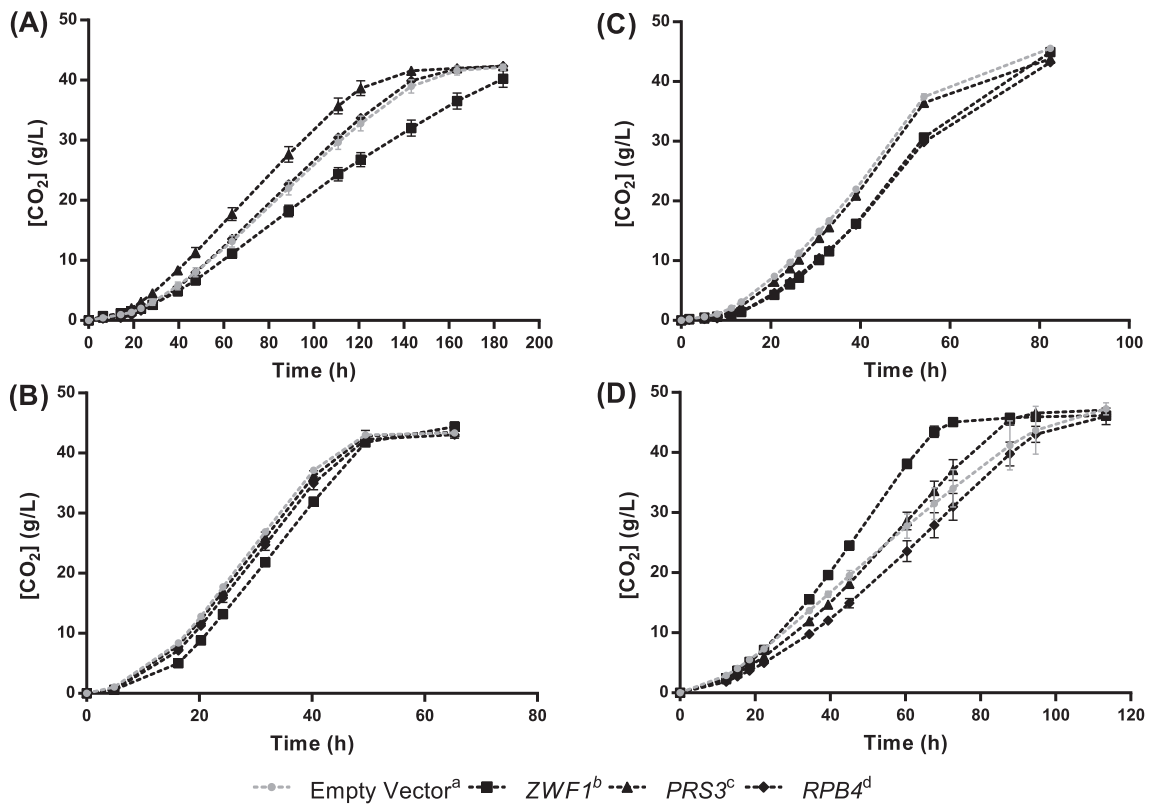 (A)
[CO₂] (g/L)
50
40
30
20
10
0
0 20 40 60 80 100 120 140 160 180 200
Time (h)
(C)
[CO₂] (g/L)
50
40
30
20
10
0
0 20 40 60 80 100
Time (h)
(B)
[CO₂] (g/L)
50
40
30
20
10
0
0 20 40 60 80
Time (h)
(D)
[CO₂] (g/L)
50
40
30
20
10
0
0 20 40 60 80 100 120
Time (h)
Empty Vectorᵃ ZWF1ᵇ PRS3ᶜ RPB4ᵈ